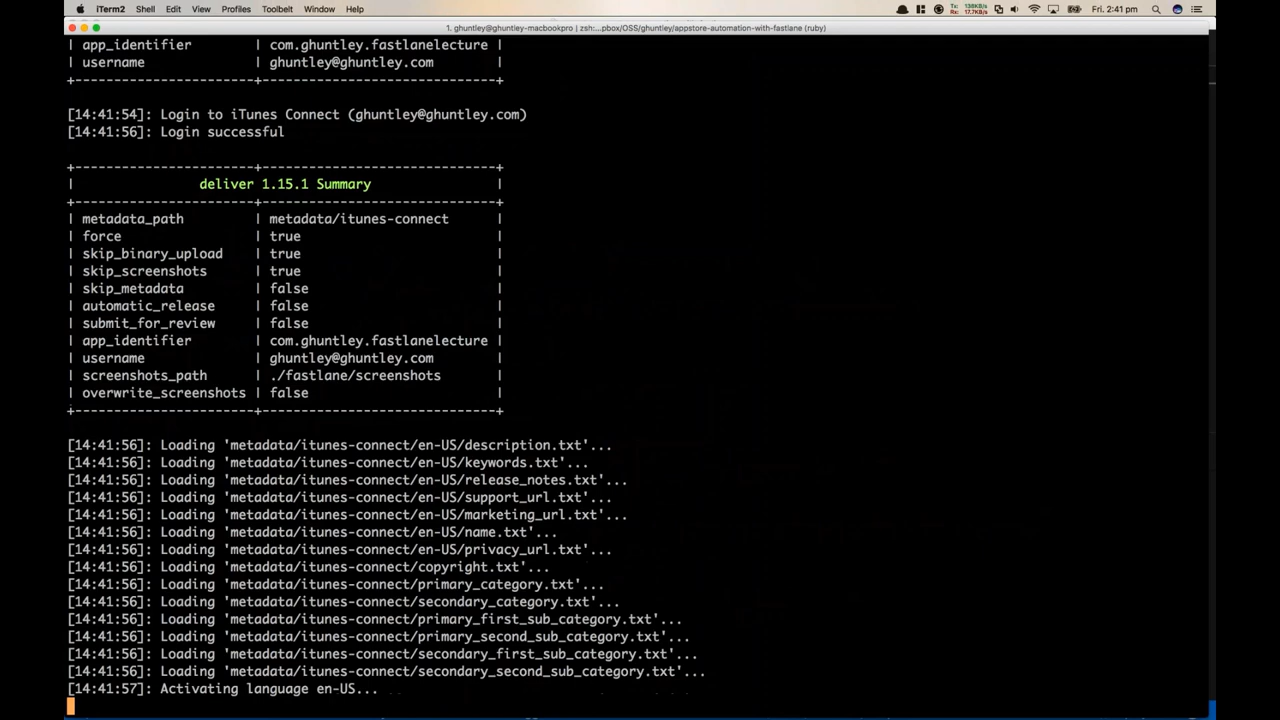 iTerm2 Shell Edit View Profiles Toolbelt Window Help Fri. 2:41 pm
1. ghuntley@ghuntley-macbookpro | zsh:...pbox/OSS/ghuntley/appstore-automation-with-fastlane (ruby)
| app_identifier | com.ghuntley.fastlanelecture |
| username | ghuntley@ghuntley.com |
+-----------------------+------------------------------+
[14:41:54]: Login to iTunes Connect (ghuntley@ghuntley.com)
[14:41:56]: Login successful
+-----------------------+------------------------------+
| deliver 1.15.1 Summary |
+-----------------------+------------------------------+
| metadata_path | metadata/itunes-connect |
| force | true |
| skip_binary_upload | true |
| skip_screenshots | true |
| skip_metadata | false |
| automatic_release | false |
| submit_for_review | false |
| app_identifier | com.ghuntley.fastlanelecture |
| username | ghuntley@ghuntley.com |
| screenshots_path | ./fastlane/screenshots |
| overwrite_screenshots | false |
+-----------------------+------------------------------+
[14:41:56]: Loading 'metadata/itunes-connect/en-US/description.txt'...
[14:41:56]: Loading 'metadata/itunes-connect/en-US/keywords.txt'...
[14:41:56]: Loading 'metadata/itunes-connect/en-US/release_notes.txt'...
[14:41:56]: Loading 'metadata/itunes-connect/en-US/support_url.txt'...
[14:41:56]: Loading 'metadata/itunes-connect/en-US/marketing_url.txt'...
[14:41:56]: Loading 'metadata/itunes-connect/en-US/name.txt'...
[14:41:56]: Loading 'metadata/itunes-connect/en-US/privacy_url.txt'...
[14:41:56]: Loading 'metadata/itunes-connect/copyright.txt'...
[14:41:56]: Loading 'metadata/itunes-connect/primary_category.txt'...
[14:41:56]: Loading 'metadata/itunes-connect/secondary_category.txt'...
[14:41:56]: Loading 'metadata/itunes-connect/primary_first_sub_category.txt'...
[14:41:56]: Loading 'metadata/itunes-connect/primary_second_sub_category.txt'...
[14:41:56]: Loading 'metadata/itunes-connect/secondary_first_sub_category.txt'...
[14:41:56]: Loading 'metadata/itunes-connect/secondary_second_sub_category.txt'...
[14:41:57]: Activating language en-US...